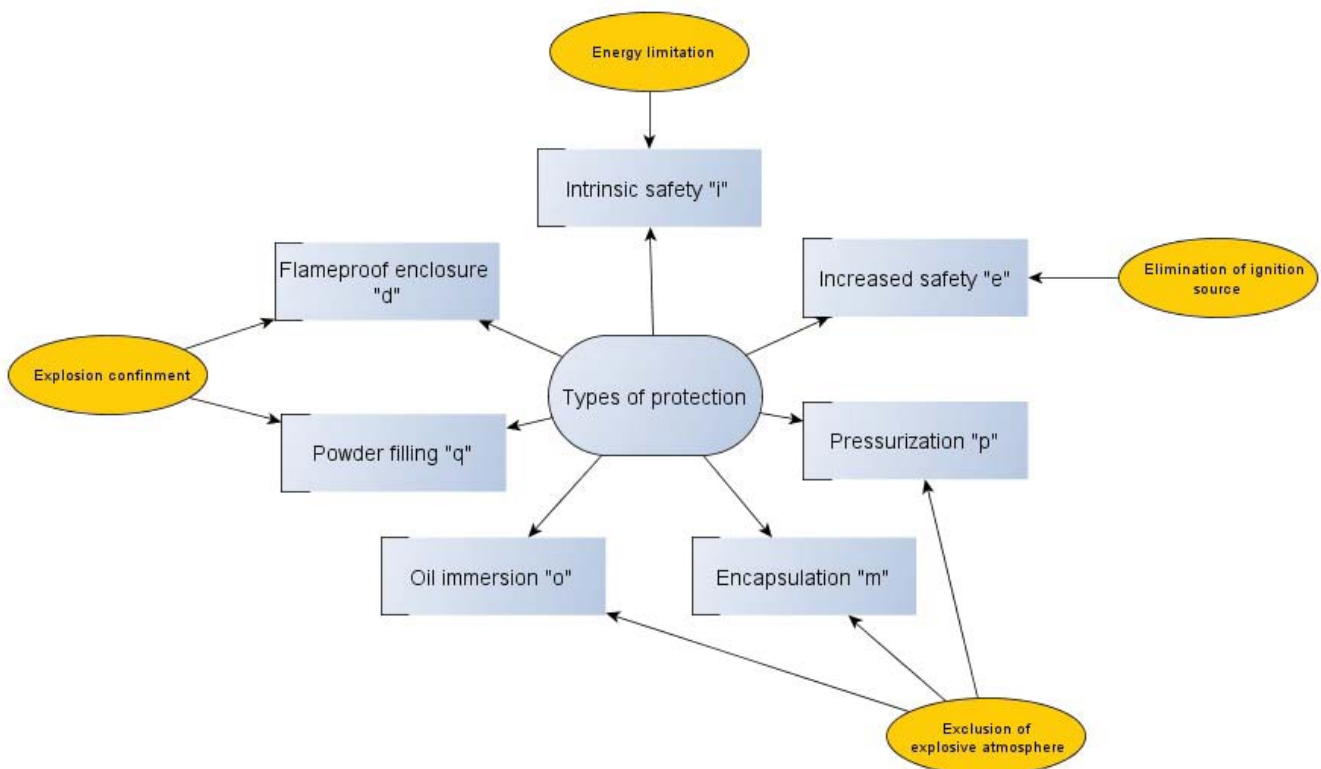 Energy limitation
Intrinsic safety "i"
Flameproof enclosure
"d"
Increased safety "e"
Elimination of ignition
source
Explosion confinment
Types of protection
Powder filling "q"
Pressurization "p"
Oil immersion "o"
Encapsulation "m"
Exclusion of
explosive atmosphere